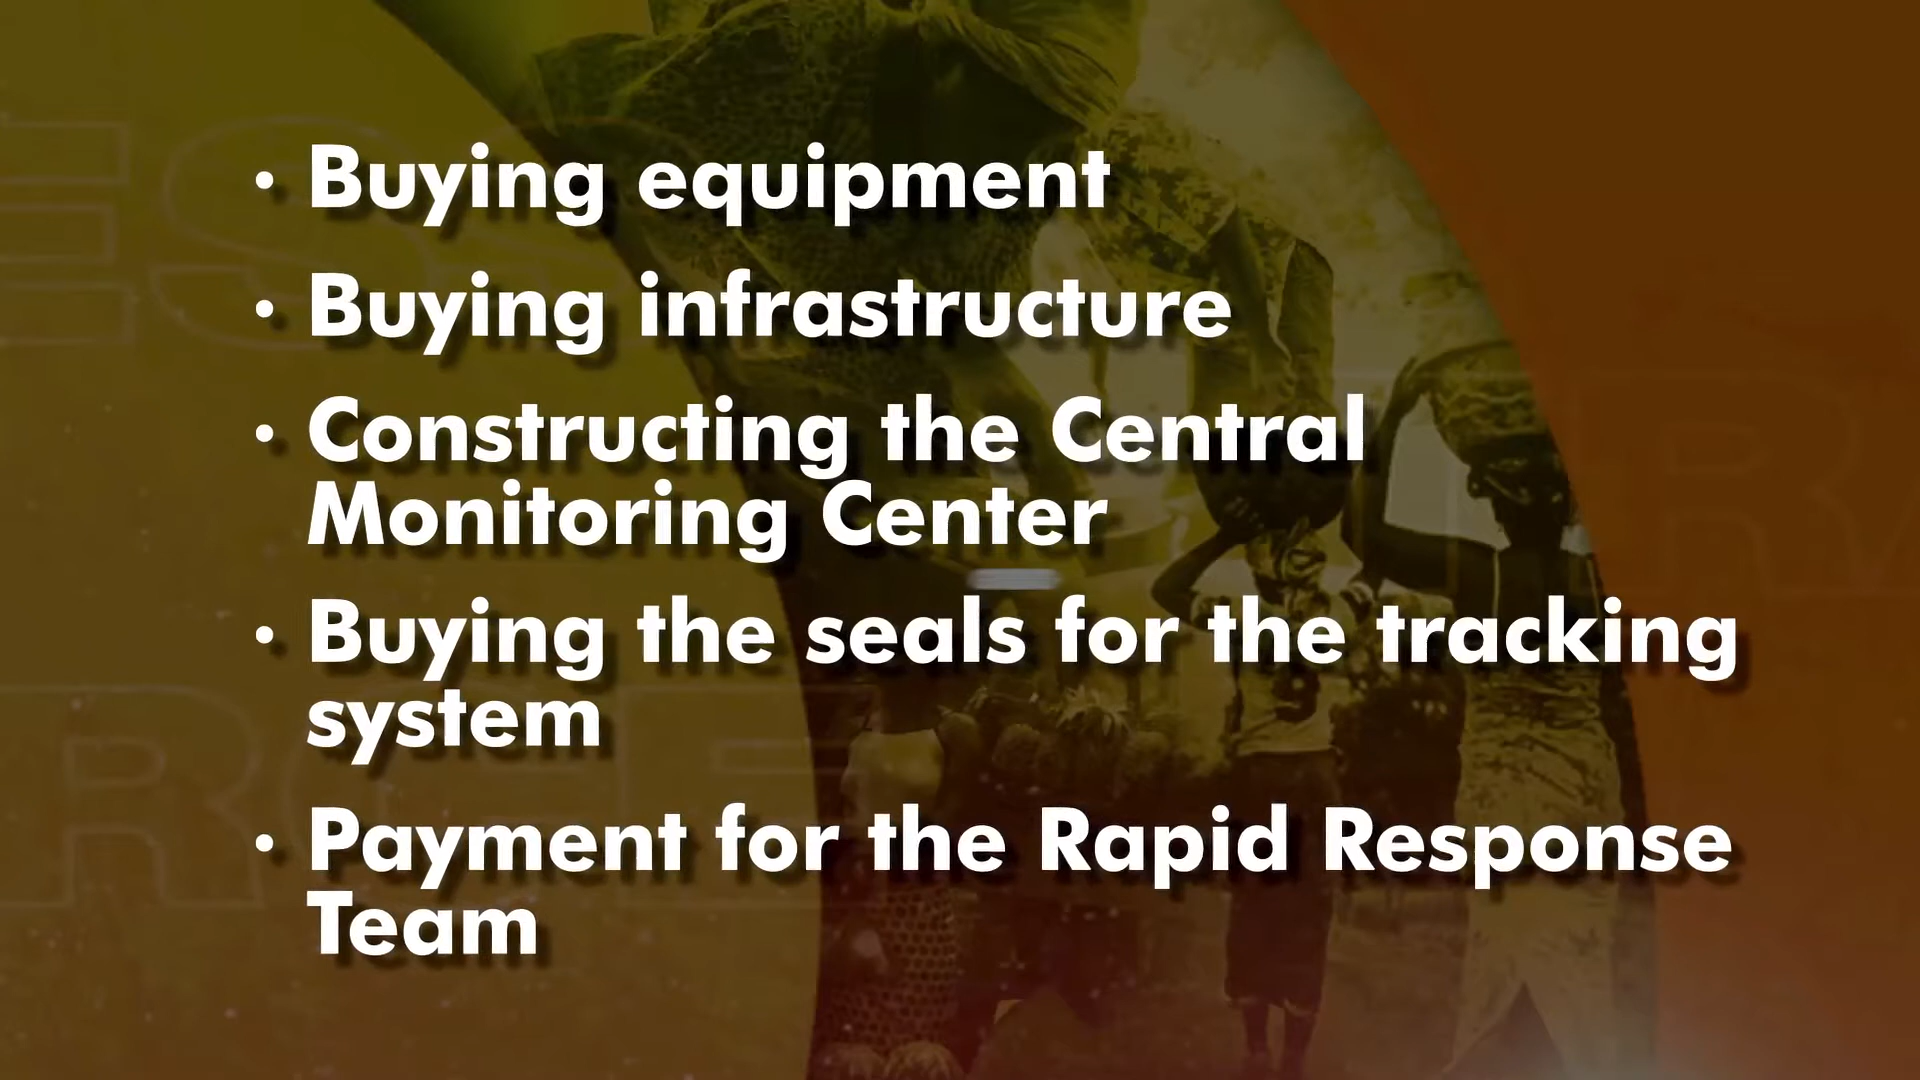 • Buying equipment
• Buying infrastructure
• Constructing the Central
Monitoring Center
• Buying the seals for the tracking
system
• Payment for the Rapid Response
Team